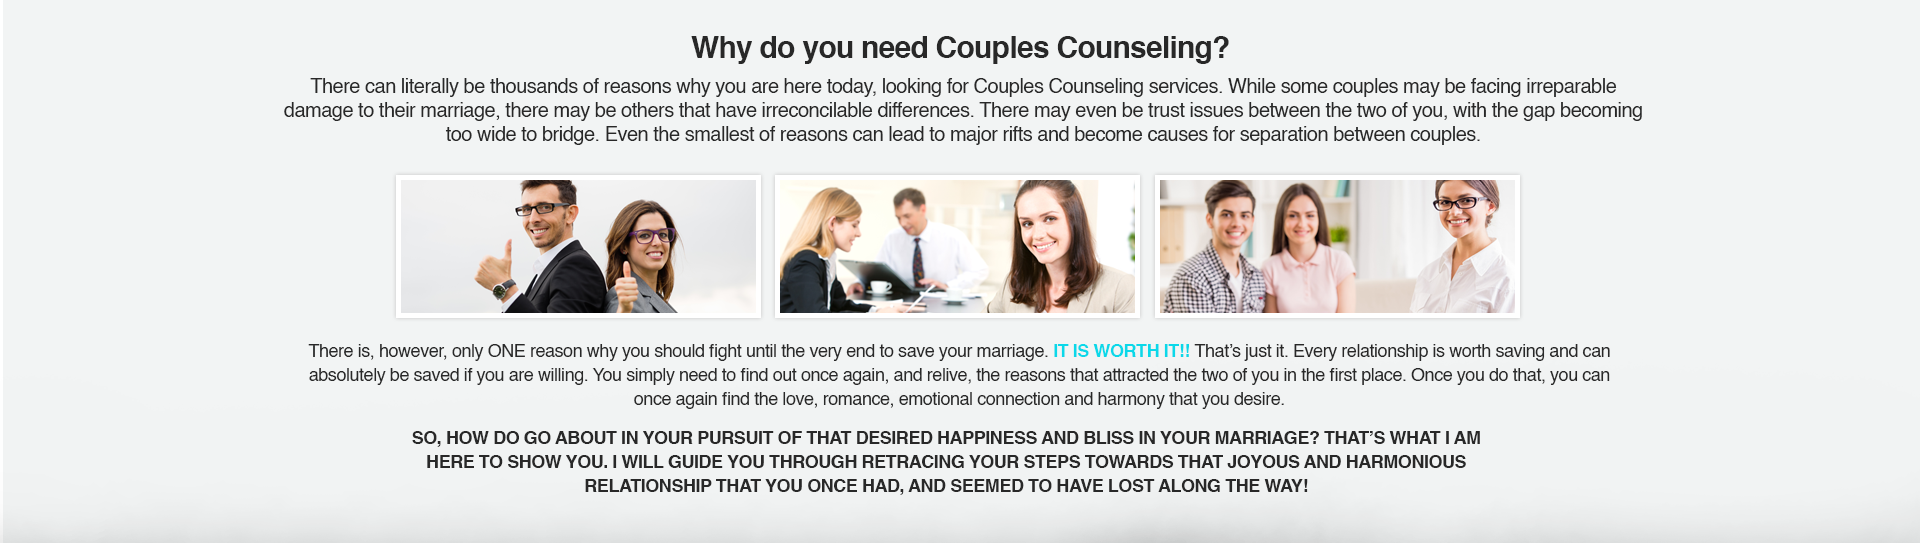 Why do you need Couples Counseling?
There can literally be thousands of reasons why you are here today, looking for Couples Counseling services. While some couples may be facing irreparable
damage to their marriage, there may be others that have irreconcilable differences. There may even be trust issues between the two of you, with the gap becoming
too wide to bridge. Even the smallest of reasons can lead to major rifts and become causes for separation between couples.
There is, however, only ONE reason why you should fight until the very end to save your marriage. IT IS WORTH IT!! That’s just it. Every relationship is worth saving and can
absolutely be saved if you are willing. You simply need to find out once again, and relive, the reasons that attracted the two of you in the first place. Once you do that, you can
once again find the love, romance, emotional connection and harmony that you desire.
SO, HOW DO GO ABOUT IN YOUR PURSUIT OF THAT DESIRED HAPPINESS AND BLISS IN YOUR MARRIAGE? THAT’S WHAT I AM
HERE TO SHOW YOU. I WILL GUIDE YOU THROUGH RETRACING YOUR STEPS TOWARDS THAT JOYOUS AND HARMONIOUS
RELATIONSHIP THAT YOU ONCE HAD, AND SEEMED TO HAVE LOST ALONG THE WAY!